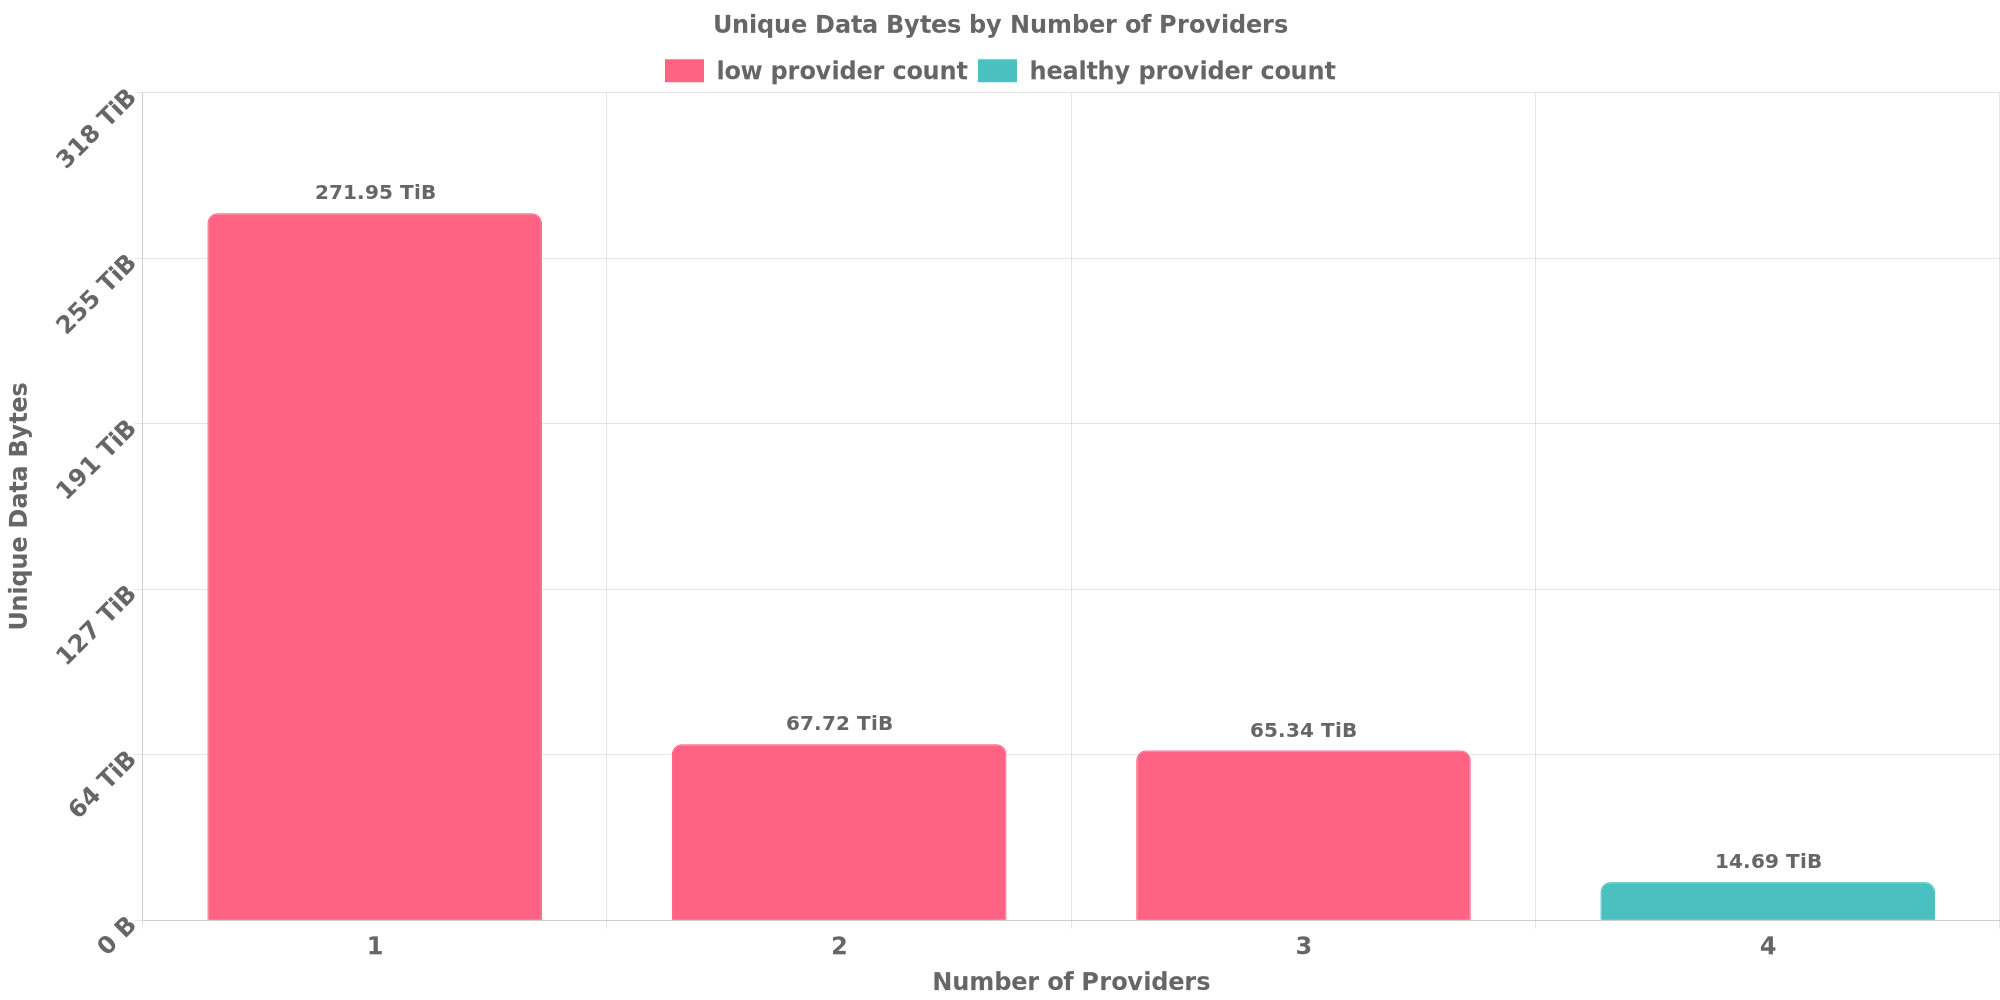 Unique Data Bytes by Number of Providers
low provider count healthy provider count
318 TiB
255 TiB
191 TiB
127 TiB
64 TiB
0 B
Unique Data Bytes
271.95 TiB
67.72 TiB
65.34 TiB
14.69 TiB
1 2 3 4
Number of Providers